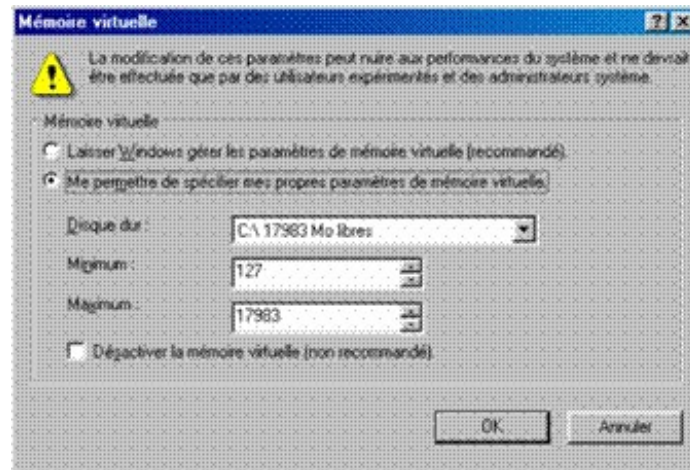 Mémoire virtuelle
La modification de ces paramètres peut nuire aux performances du système et ne devrait
être effectuée que par des utilisateurs expérimentés et des administrateurs système.
Mémoire virtuelle
Laisser Windows gérer les paramètres de mémoire virtuelle (recommandé).
Me permettre de spécifier mes propres paramètres de mémoire virtuelle.
Disque dur : C:\ 17983 Mo libres
Minimum : 127
Maximum : 17983
Désactiver la mémoire virtuelle (non recommandé).
OK Annuler